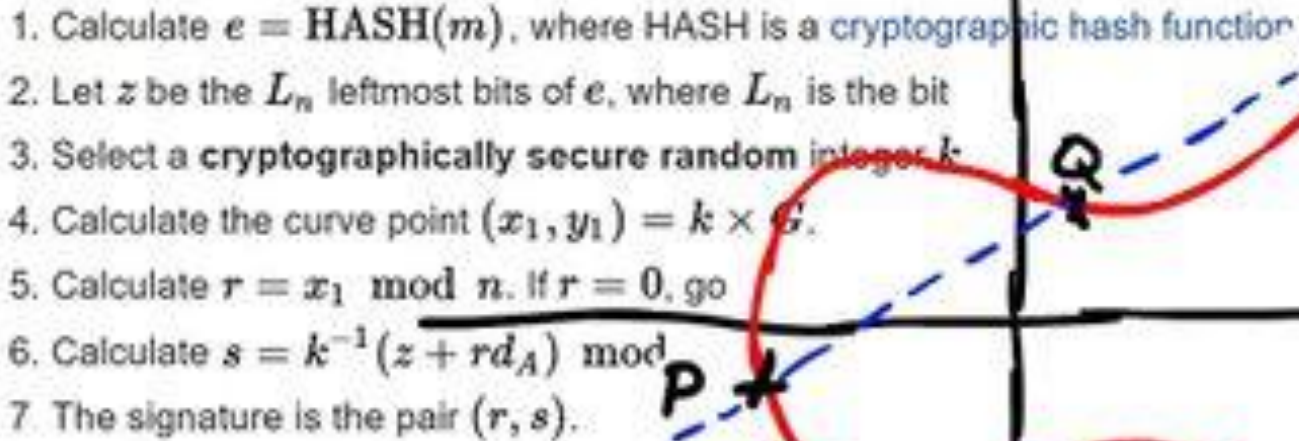 1. Calculate e = HASH(m), where HASH is a cryptographic hash function
2. Let z be the Lₙ leftmost bits of e, where Lₙ is the bit
3. Select a cryptographically secure random integer k
Q
4. Calculate the curve point (x₁, y₁) = k × G.
5. Calculate r = x₁ mod n. If r = 0, go
6. Calculate s = k⁻¹(z + rd_A) mod
P
7 The signature is the pair (r, s).